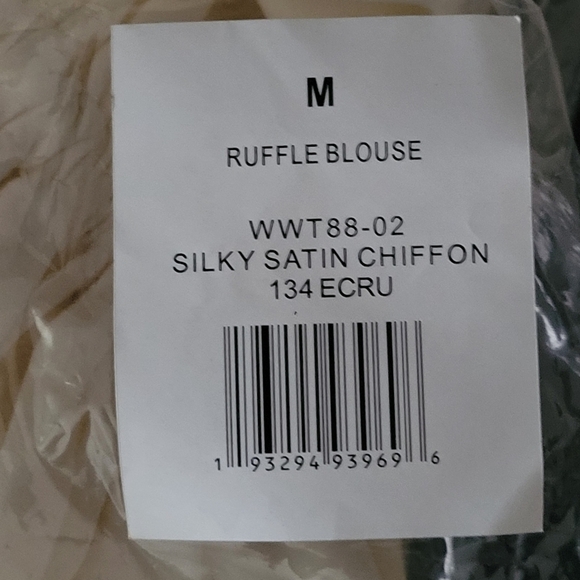 M
RUFFLE BLOUSE
WWT88-02
SILKY SATIN CHIFFON
134 ECRU
1 93294 93969 6